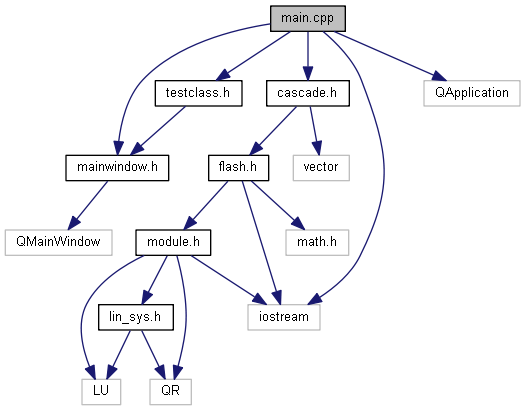 main.cpp
testclass.h
cascade.h
QApplication
mainwindow.h
flash.h
vector
QMainWindow
module.h
math.h
lin_sys.h
iostream
LU
QR